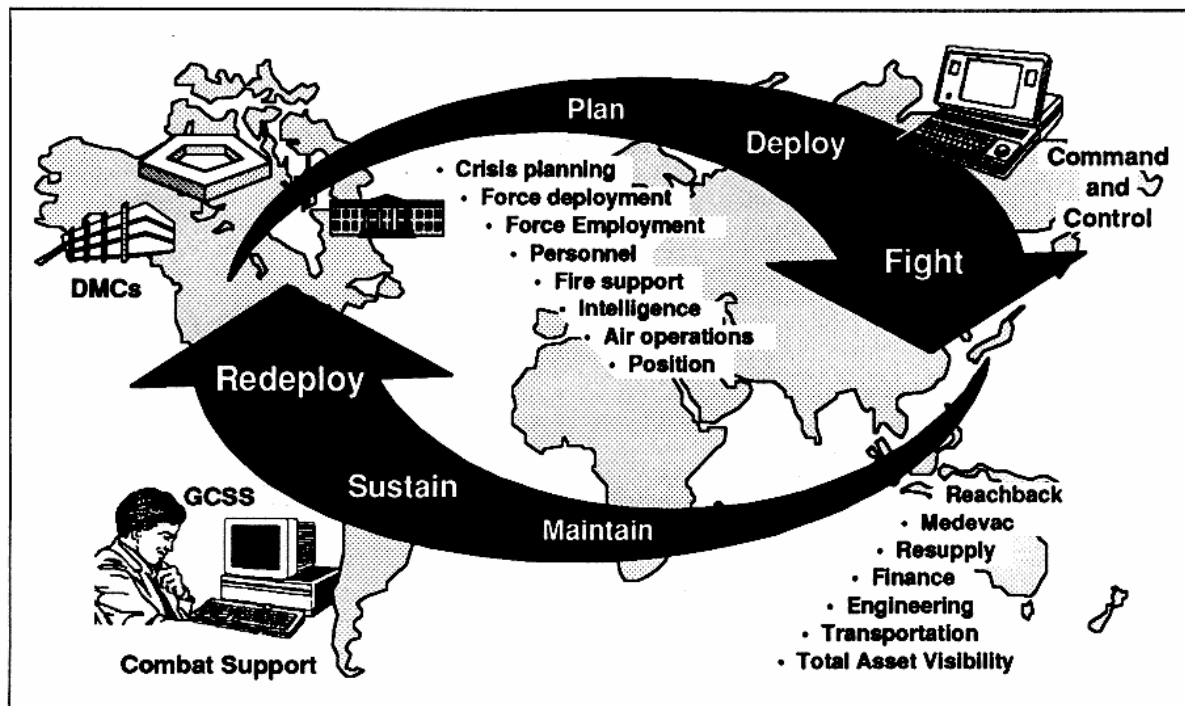 Plan
Deploy
Fight
Command
and
Control
• Crisis planning
• Force deployment
• Force Employment
• Personnel
• Fire support
• Intelligence
• Air operations
• Position
DMCs
Redeploy
Sustain
Maintain
GCSS
Combat Support
Reachback
• Medevac
• Resupply
• Finance
• Engineering
• Transportation
• Total Asset Visibility